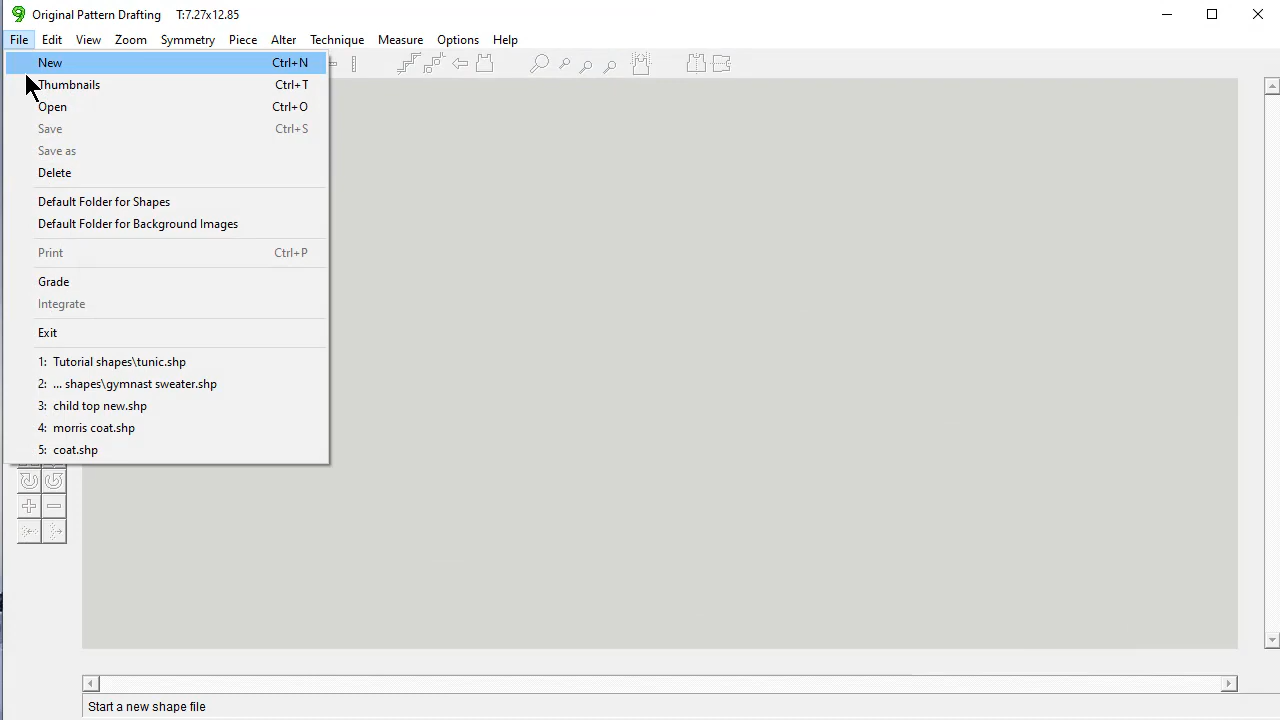 Original Pattern Drafting T:7.27x12.85
File Edit View Zoom Symmetry Piece Alter Technique Measure Options Help
New Ctrl+N
Thumbnails Ctrl+T
Open Ctrl+O
Save Ctrl+S
Save as
Delete
Default Folder for Shapes
Default Folder for Background Images
Print Ctrl+P
Grade
Integrate
Exit
1: Tutorial shapes\tunic.shp
2: ... shapes\gymnast sweater.shp
3: child top new.shp
4: morris coat.shp
5: coat.shp
Start a new shape file